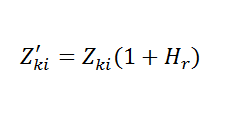 Z′ₖᵢ = Zₖᵢ(1 + Hᵣ)